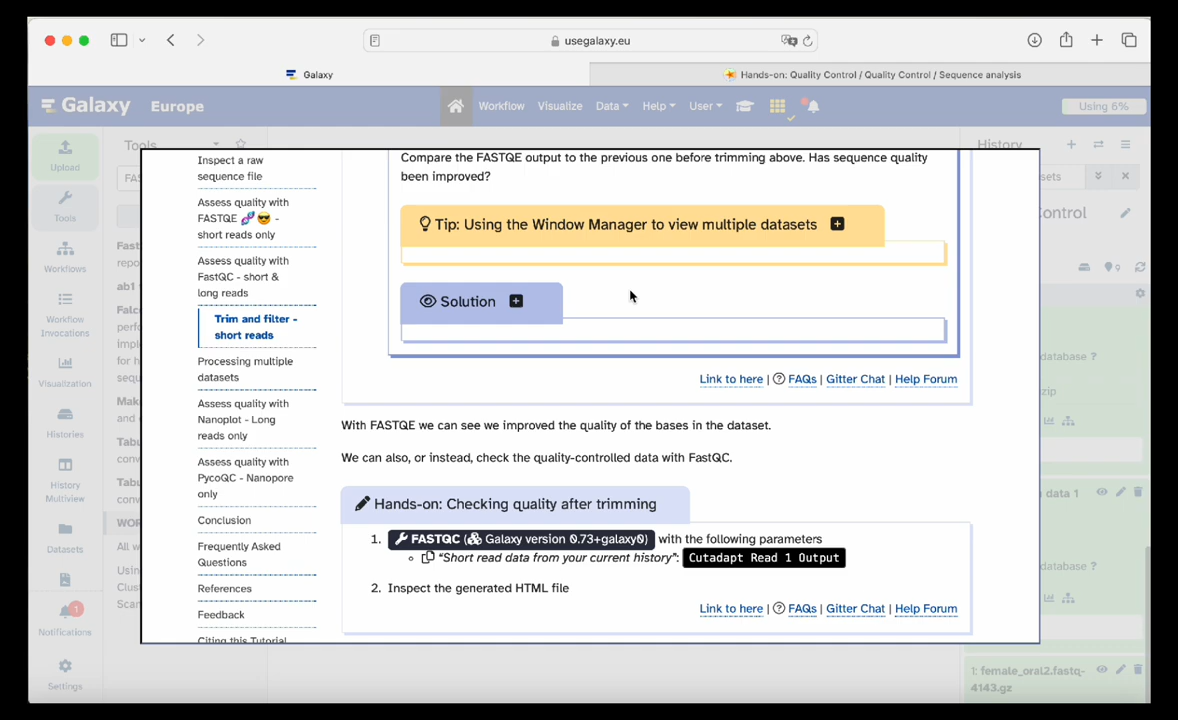 usegalaxy.eu
Galaxy
Hands-on: Quality Control / Quality Control / Sequence analysis
Galaxy Europe
Workflow Visualize Data Help User
Using 6%
Upload
Tools
Workflows
Workflow
Invocations
Visualization
Histories
History
Multiview
Datasets
1
Notifications
Settings
Tools
Inspect a raw
sequence file
Assess quality with
FASTQE 🧬 😎 -
short reads only
Assess quality with
FastQC - short &
long reads
Trim and filter -
short reads
Processing multiple
datasets
Assess quality with
Nanoplot - Long
reads only
Assess quality with
PycoQC - Nanopore
only
Conclusion
Frequently Asked
Questions
References
Feedback
Citing this Tutorial
Compare the FASTQE output to the previous one before trimming above. Has sequence quality
been improved?
Tip: Using the Window Manager to view multiple datasets
Solution
Link to here | FAQs | Gitter Chat | Help Forum
With FASTQE we can see we improved the quality of the bases in the dataset.
We can also, or instead, check the quality-controlled data with FastQC.
Hands-on: Checking quality after trimming
1. FASTQC ( Galaxy version 0.73+galaxy0) with the following parameters
"Short read data from your current history": Cutadapt Read 1 Output
2. Inspect the generated HTML file
Link to here | FAQs | Gitter Chat | Help Forum
History
database ?
data 1
database ?
1: female_oral2.fastq-
4143.gz